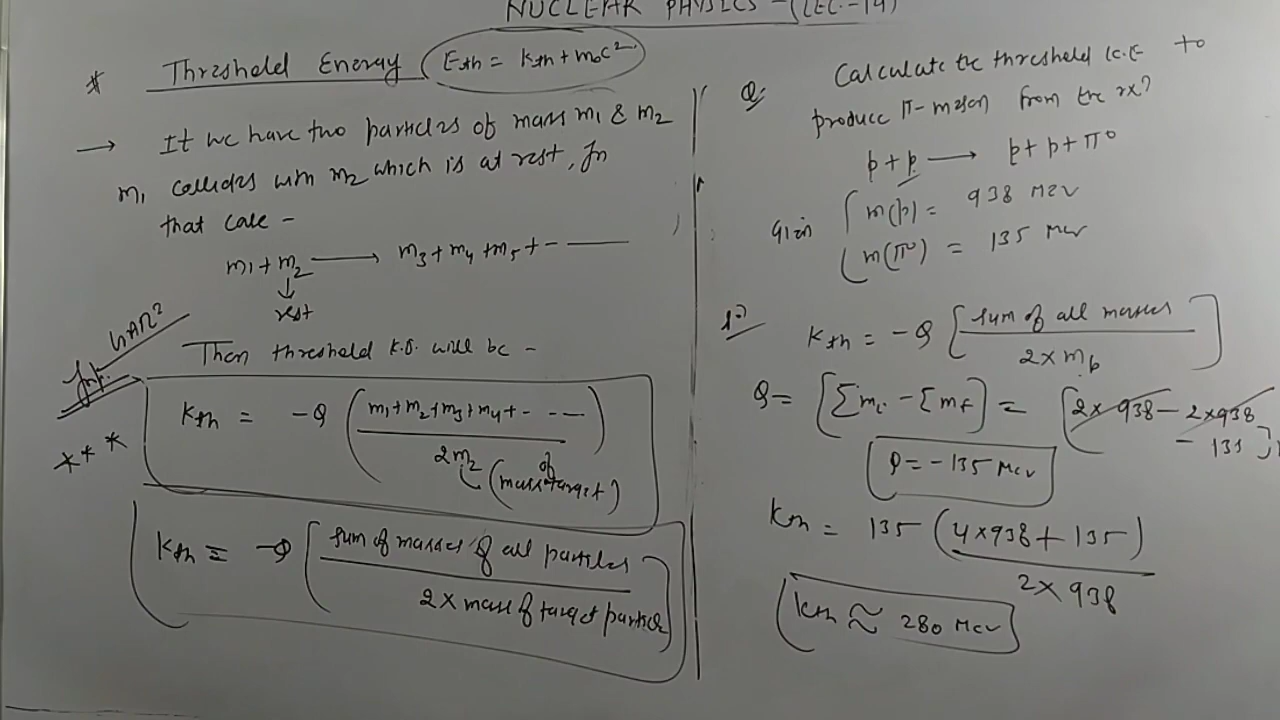 NUCLEAR PHYSICS - (LEC.-14)
* Threshold Energy (Eth = Kth + m0c²)
→ If we have two particles of mass m1 & m2
m1 collides with m2 which is at rest, In
that case -
m1 + m2 → m3 + m4 + m5 + - ——
↓
rest
Imp.
***
Then threshold K.E. will be -
Kth = -Q ( m1+m2+m3+m4+ - - — / 2m2 )
(mass of target)
Kth = -Q [ sum of masses of all particles / 2 x mass of target particle ]
Q: Calculate the threshold K.E to
produce π-meson from the rx?
p + p → p + p + π⁰
Given { m(p) = 938 MeV
m(π⁰) = 135 MeV
Kth = -Q [ sum of all masses / 2 x mp ]
Q = [Σmi - Σmf] = [2 x 938 - 2 x 938
- 135]
Q = -135 MeV
Kth = 135 ( 4x938 + 135 / 2 x 938 )
Kth ≈ 280 MeV